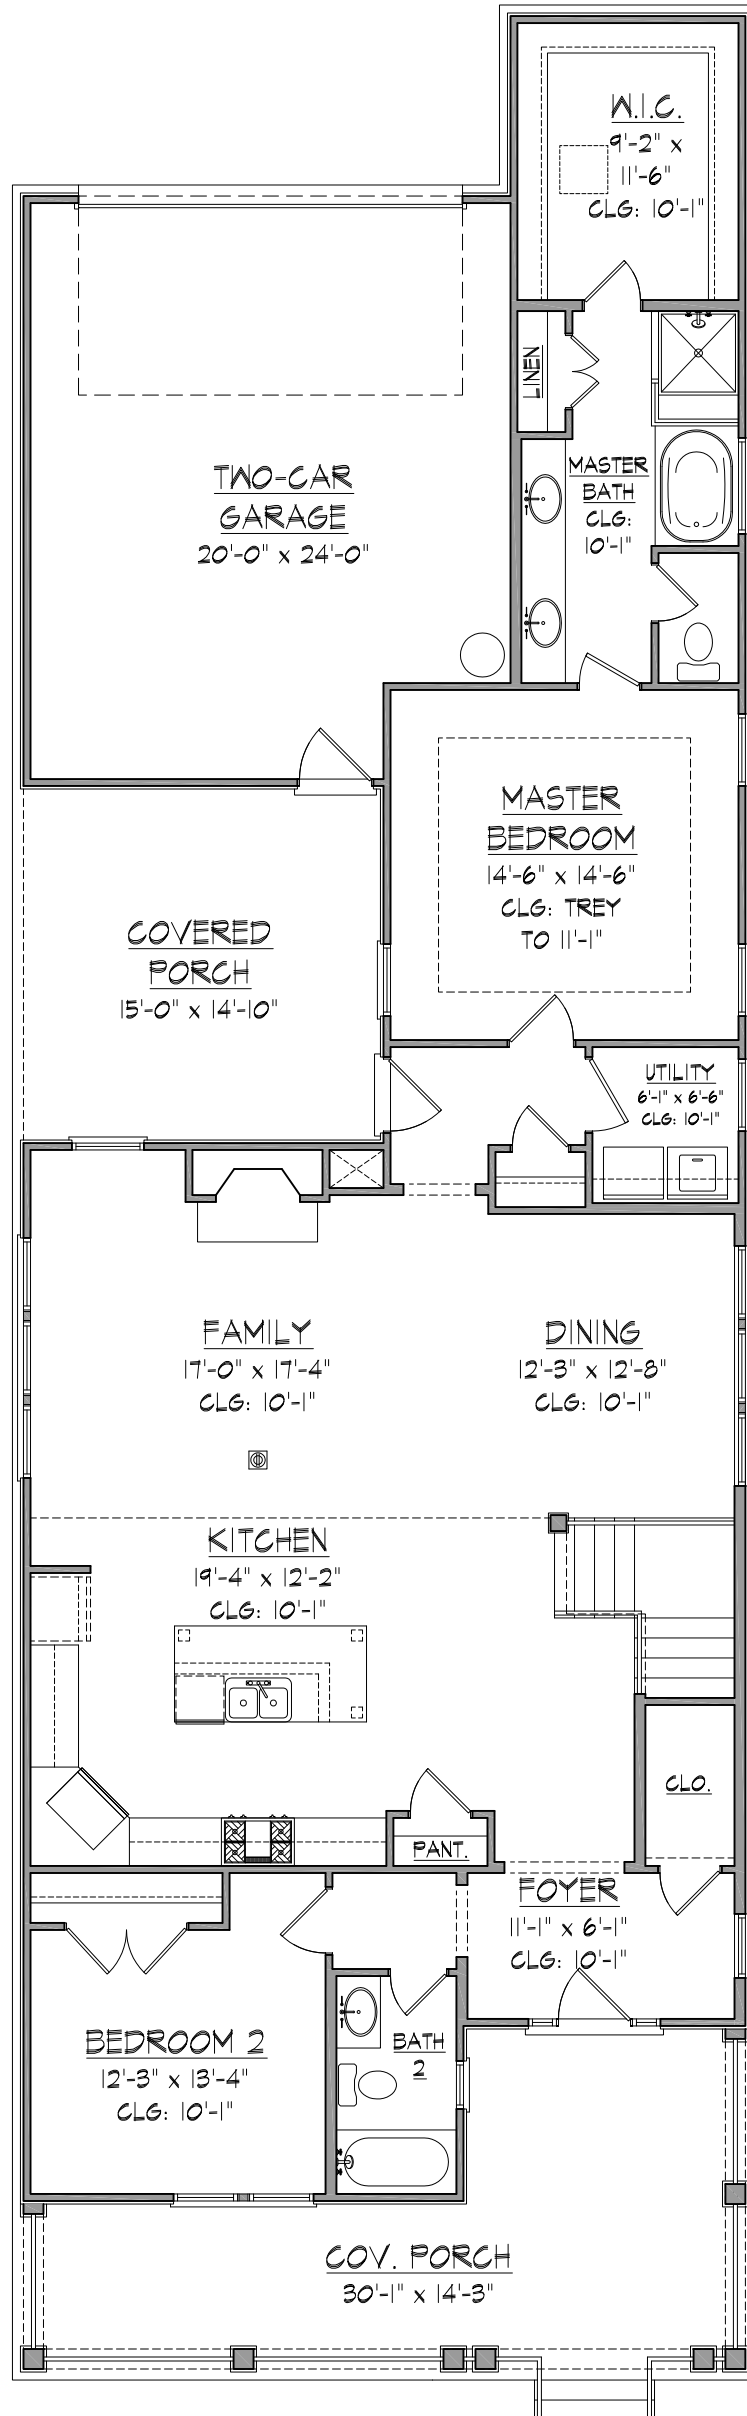 W.I.C.
9'-2" x
11'-6"
CLG: 10'-1"
LINEN
MASTER
BATH
CLG:
10'-1"
TWO-CAR
GARAGE
20'-0" x 24'-0"
MASTER
BEDROOM
14'-6" x 14'-6"
CLG: TREY
TO 11'-1"
COVERED
PORCH
15'-0" x 14'-10"
UTILITY
6'-1" x 6'-6"
CLG: 10'-1"
FAMILY
17'-0" x 17'-4"
CLG: 10'-1"
DINING
12'-3" x 12'-8"
CLG: 10'-1"
KITCHEN
19'-4" x 12'-2"
CLG: 10'-1"
CLO.
PANT.
FOYER
11'-1" x 6'-1"
CLG: 10'-1"
BEDROOM 2
12'-3" x 13'-4"
CLG: 10'-1"
BATH
2
COV. PORCH
30'-1" x 14'-3"